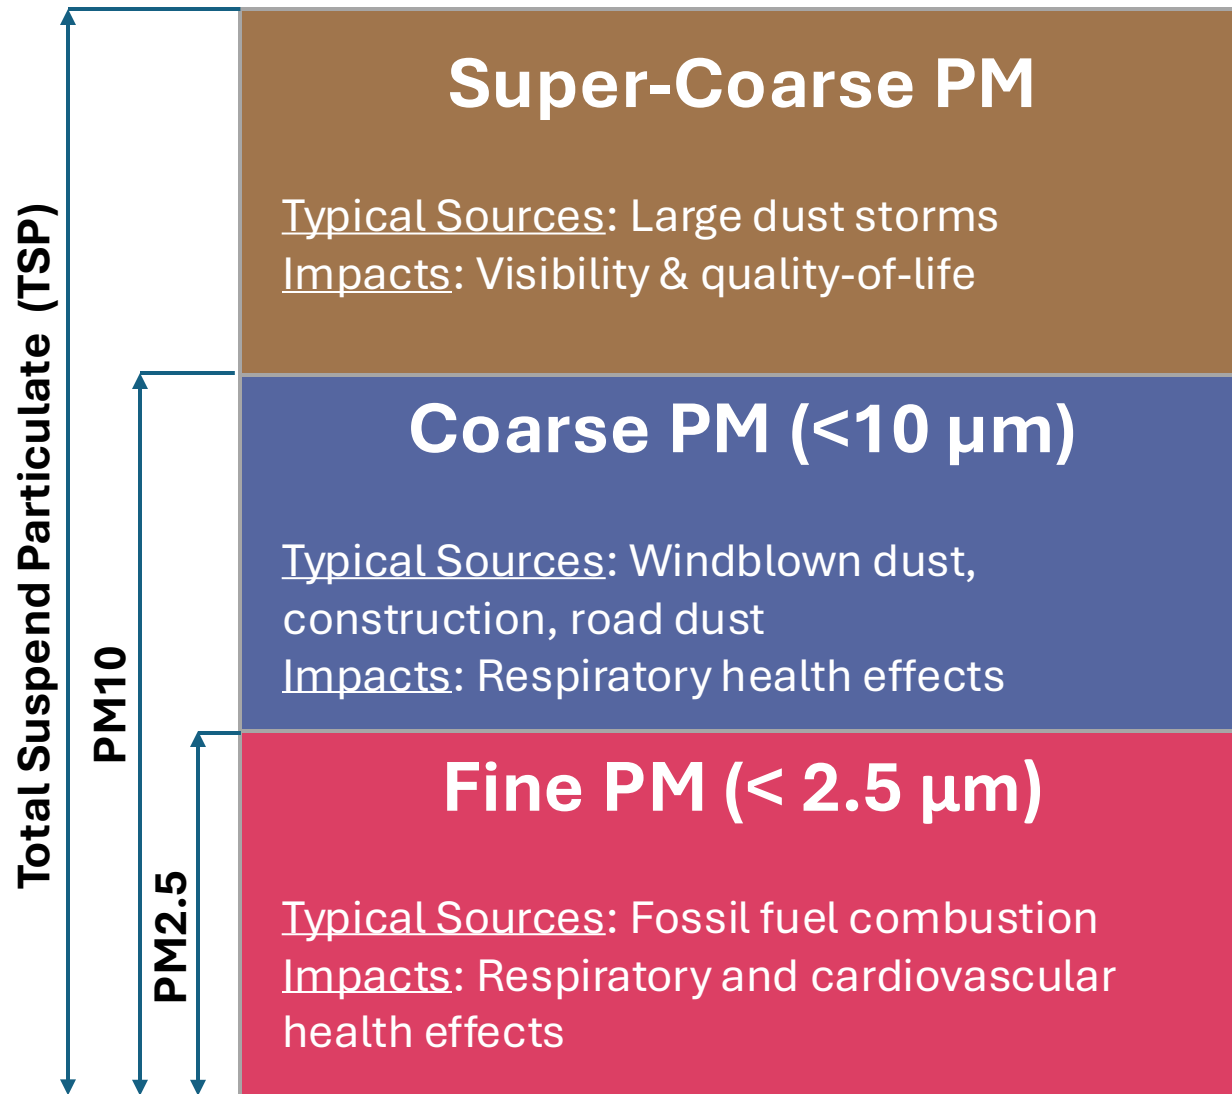 Total Suspend Particulate (TSP)
PM10
PM2.5
Super-Coarse PM
Typical Sources: Large dust storms
Impacts: Visibility & quality-of-life
Coarse PM (<10 µm)
Typical Sources: Windblown dust,
construction, road dust
Impacts: Respiratory health effects
Fine PM (< 2.5 µm)
Typical Sources: Fossil fuel combustion
Impacts: Respiratory and cardiovascular
health effects